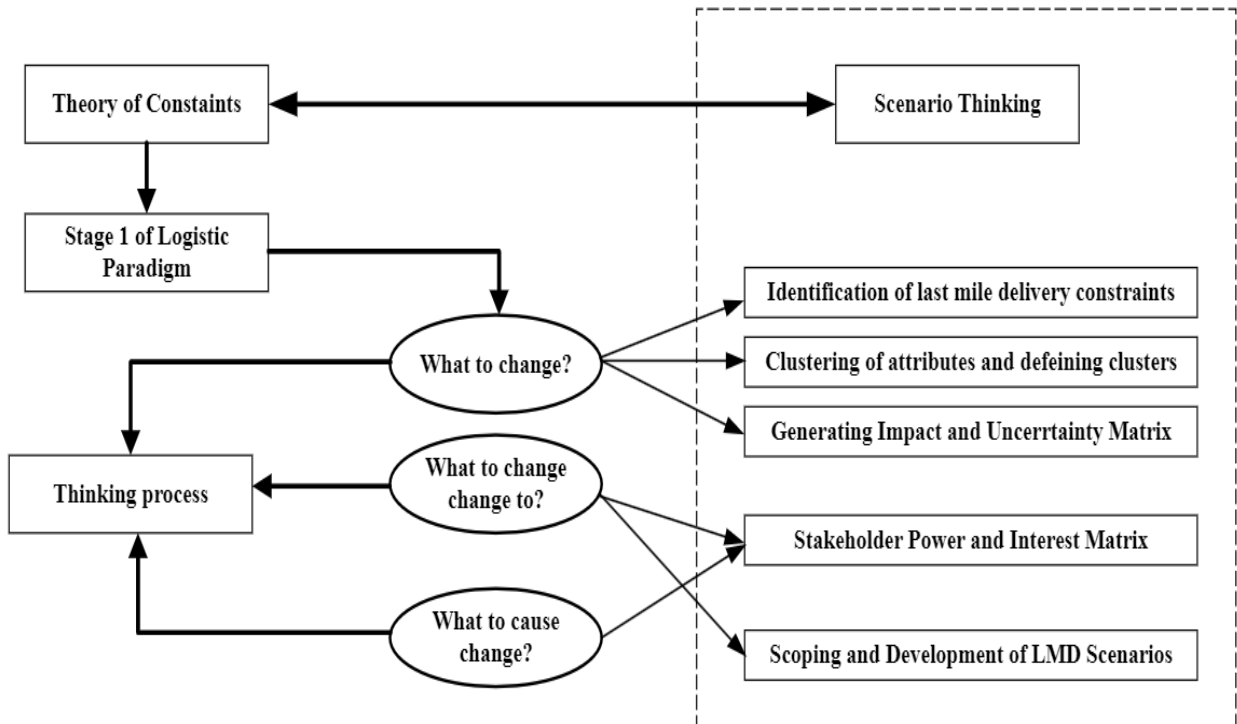 Theory of Constaints
Scenario Thinking
Stage 1 of Logistic
Paradigm
Identification of last mile delivery constraints
What to change?
Clustering of attributes and defeining clusters
Generating Impact and Uncerrtainty Matrix
What to change
change to?
Thinking process
Stakeholder Power and Interest Matrix
What to cause
change?
Scoping and Development of LMD Scenarios